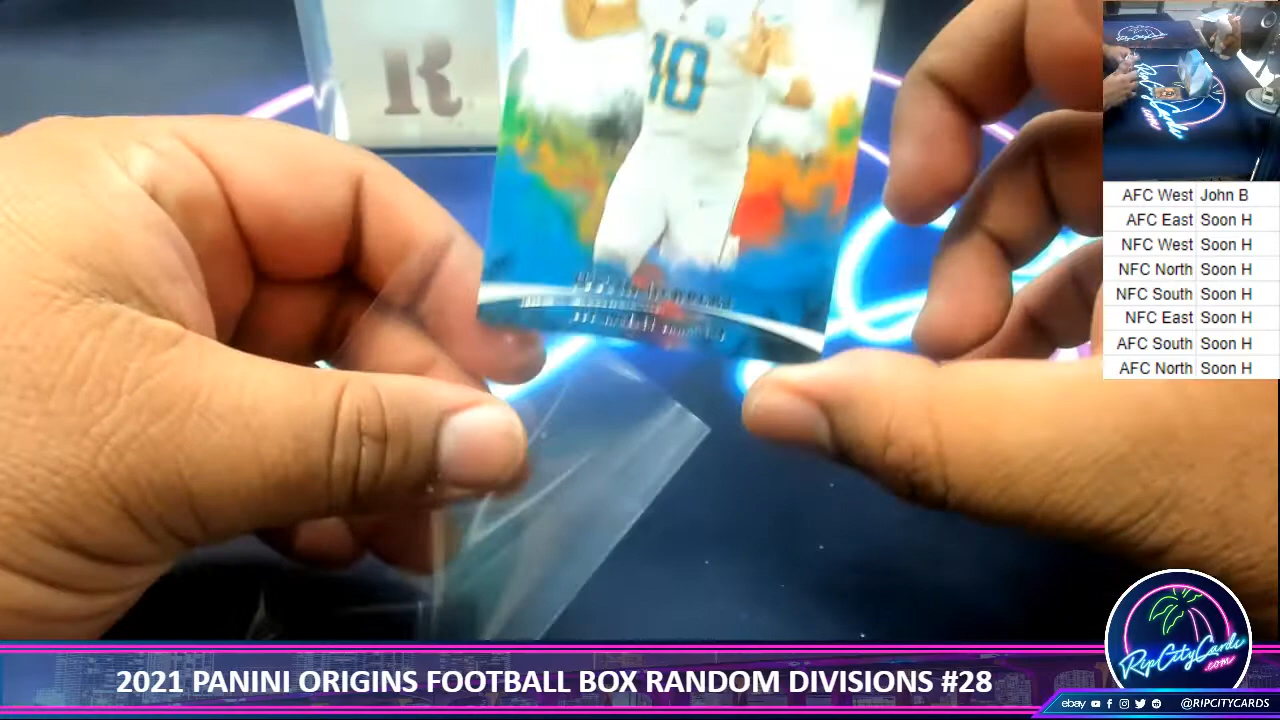 R
10
AFC West John B
AFC East Soon H
NFC West Soon H
NFC North Soon H
NFC South Soon H
NFC East Soon H
AFC South Soon H
AFC North Soon H
RipCityCards
.com
2021 PANINI ORIGINS FOOTBALL BOX RANDOM DIVISIONS #28
ebay @RIPCITYCARDS